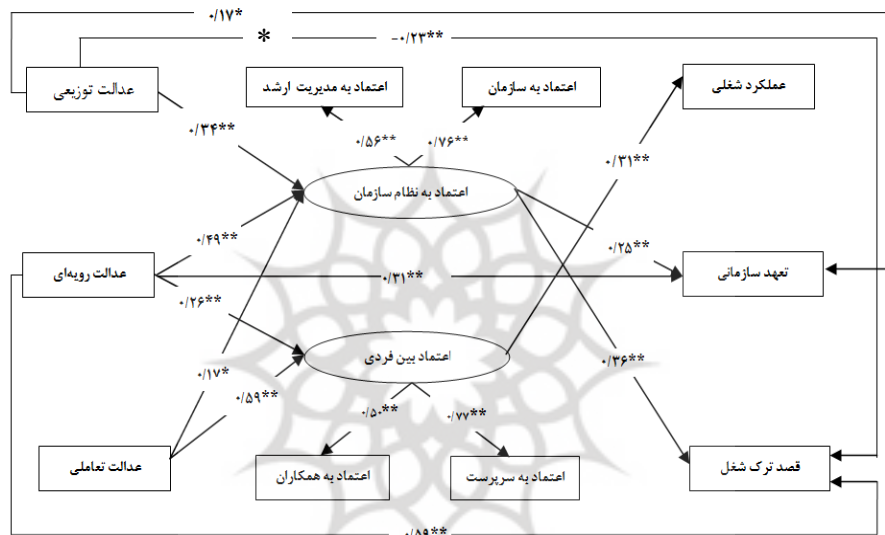 ۰/۱۷*
* -۰/۲۳**
عدالت توزیعی
اعتماد به مدیریت ارشد
اعتماد به سازمان
عملکرد شغلی
۰/۳۴**
۰/۵۶**
۰/۷۶**
۰/۳۱**
اعتماد به نظام سازمان
۰/۴۹**
۰/۲۵**
عدالت رویه‌ای
۰/۳۱**
تعهد سازمانی
۰/۲۶**
اعتماد بین فردی
۰/۳۶**
۰/۱۷*
۰/۵۹**
۰/۵۰**
۰/۷۷**
عدالت تعاملی
اعتماد به همکاران
اعتماد به سرپرست
قصد ترک شغل
۰/۵۹**